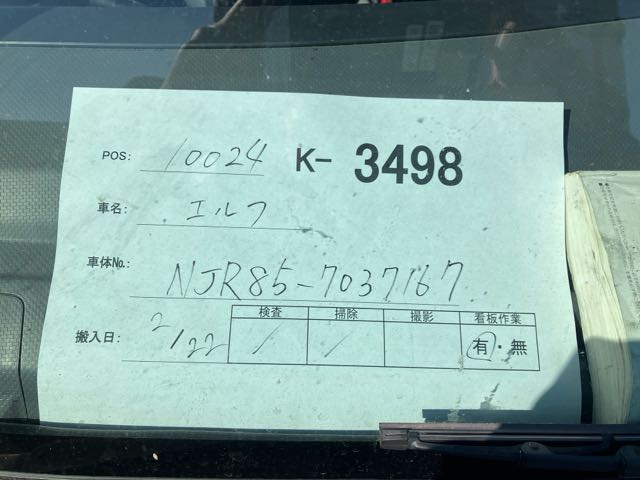 POS: 10024 K- 3498
車名: エルフ
車体No.: NJR85-7037167
搬入日: 2/22
検査 掃除 撮影 看板作業
/ / 有・無